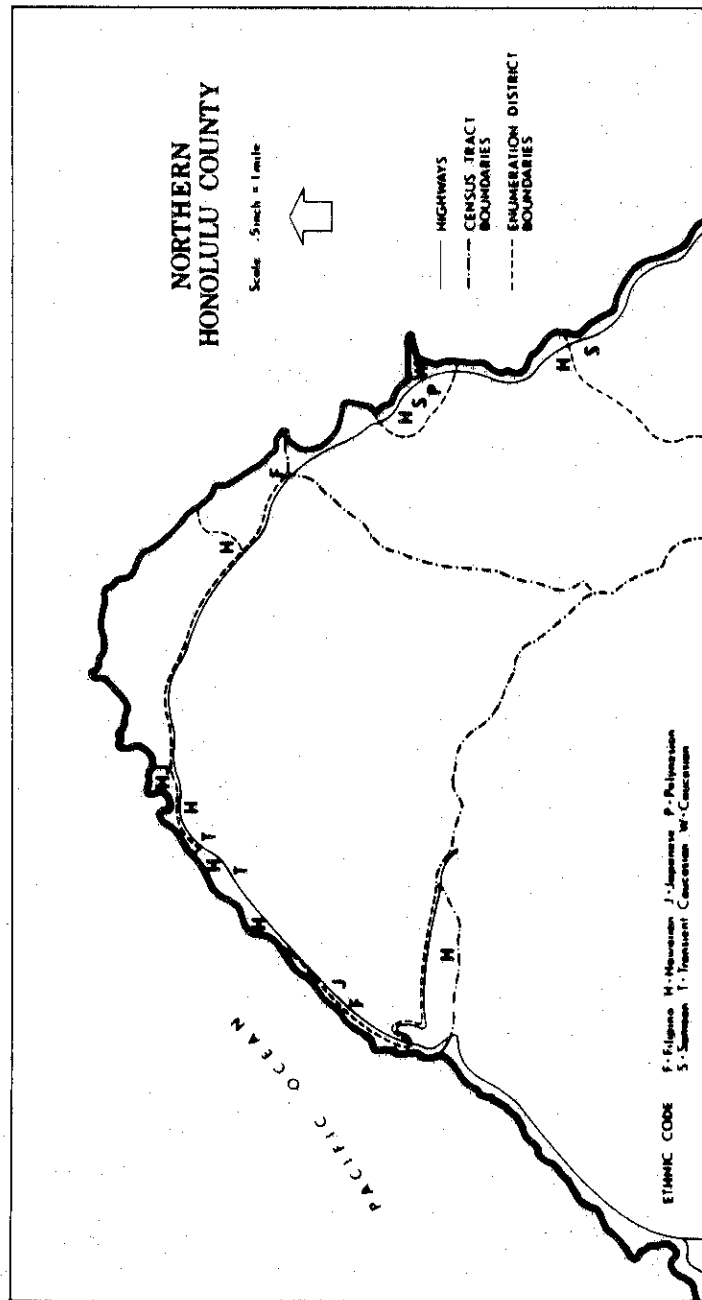 NORTHERN
HONOLULU COUNTY
Scale .5inch = 1mile
HIGHWAYS
CENSUS TRACT
BOUNDARIES
ENUMERATION DISTRICT
BOUNDARIES
PACIFIC OCEAN
H
H
H
T
H
T
H
F
J
H
H
F
H
S
P
W
H
S
ETHNIC CODE F-Filipino H-Hawaiian J-Japanese P-Polynesian
S-Samoan T-Transient Caucasian W-Caucasian